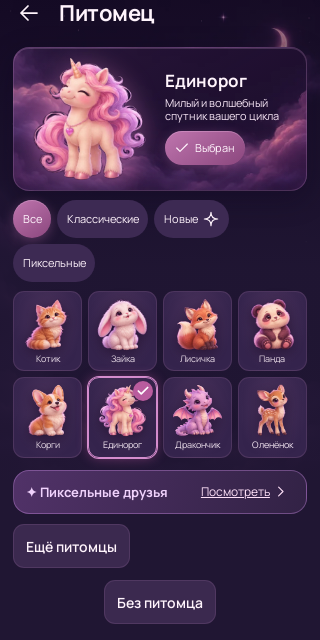 Питомец
Единорог
Милый и волшебный
спутник вашего цикла
Выбран
Все
Классические
Новые
Пиксельные
Котик
Зайка
Лисичка
Панда
Корги
Единорог
Дракончик
Оленёнок
Пиксельные друзья
Посмотреть
Ещё питомцы
Без питомца